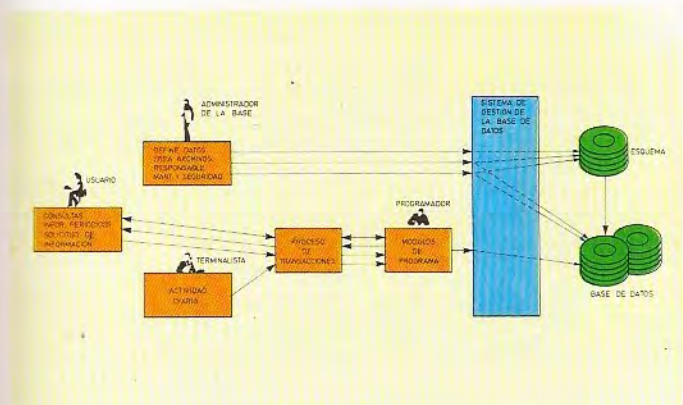 ADMINISTRADOR
DE LA BASE
DEFINE DATOS
CREA ARCHIVOS
RESPONSABLE
MANT. Y SEGURIDAD
SISTEMA DE
GESTION DE
LA BASE DE
DATOS
ESQUEMA
USUARIO
CONSULTAS
INFOR. PERIODICOS
SOLICITUD DE
INFORMACION
TERMINALISTA
ACTIVIDAD
DIARIA
PROCESO
DE
TRANSACCIONES
PROGRAMADOR
MODULOS
DE
PROGRAMA
BASE DE DATOS